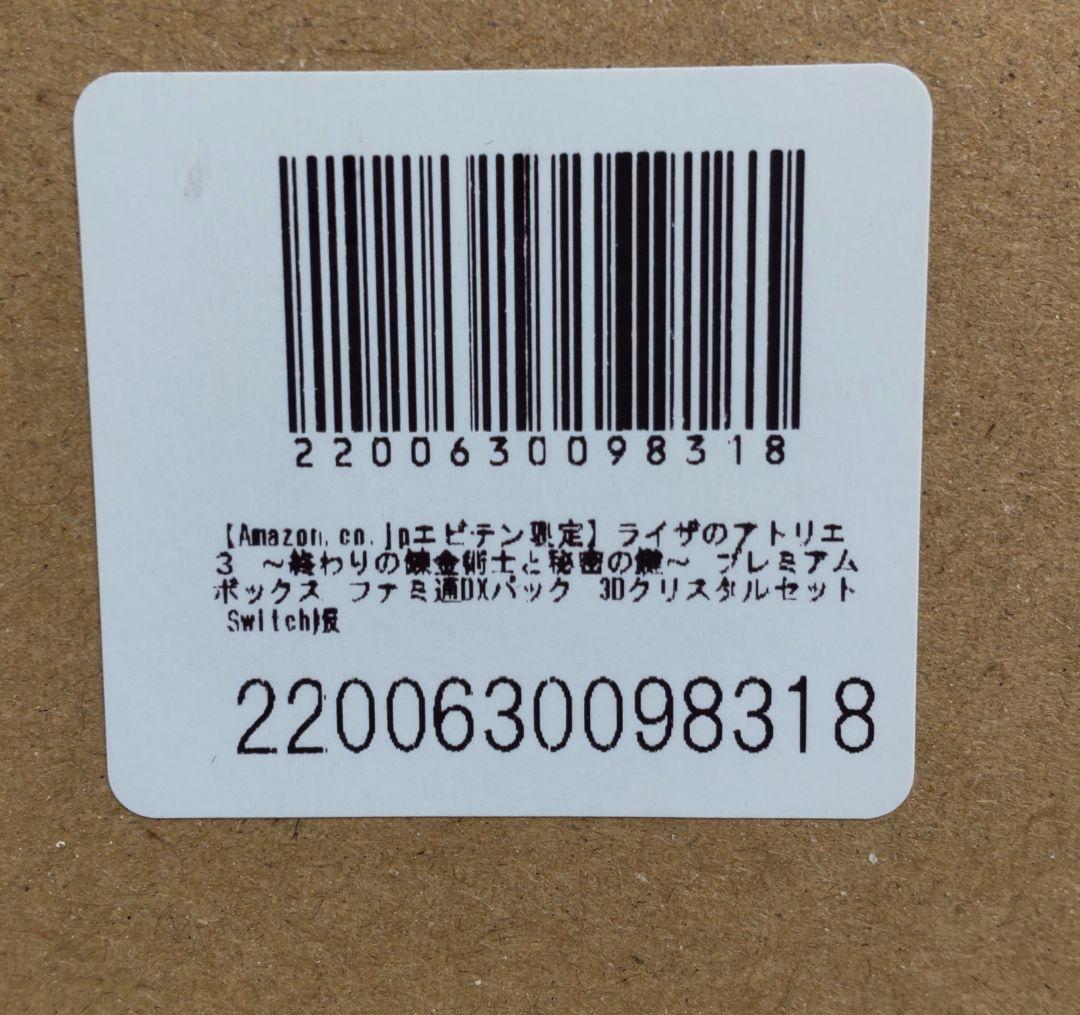 2200630098318
【Amazon.co.jpエビテン限定】ライザのアトリエ
3　～終わりの錬金術士と秘密の鍵～　プレミアム
ボックス　ファミ通DXパック　3Dクリスタルセット
Switch版
2200630098318